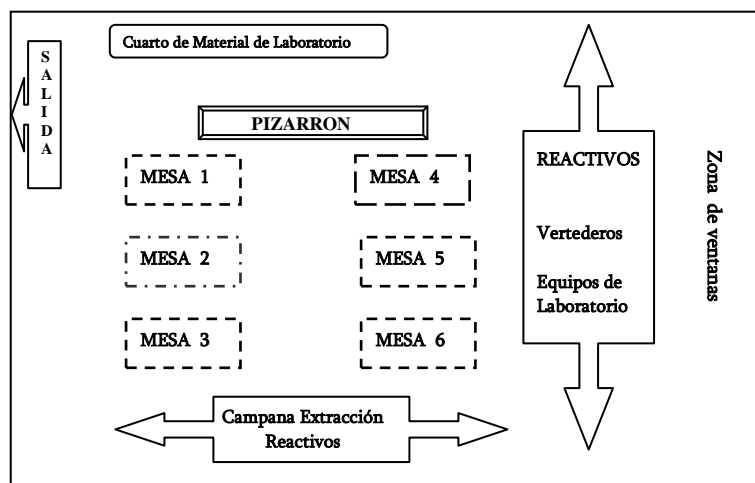 Cuarto de Material de Laboratorio
SALIDA
PIZARRON
MESA 1
MESA 4
MESA 2
MESA 5
MESA 3
MESA 6
REACTIVOS
Vertederos
Equipos de
Laboratorio
Zona de ventanas
Campana Extracción
Reactivos